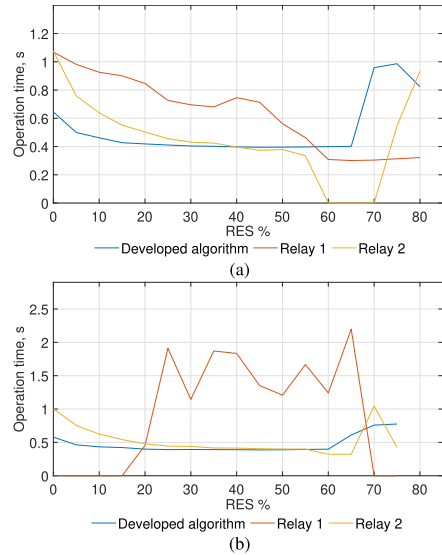 1.2
1
0.8
0.6
0.4
0.2
0
Operation time, s
0 10 20 30 40 50 60 70 80
RES %
Developed algorithm Relay 1 Relay 2
(a)
2.5
2
1.5
1
0.5
0
Operation time, s
0 10 20 30 40 50 60 70 80
RES %
Developed algorithm Relay 1 Relay 2
(b)